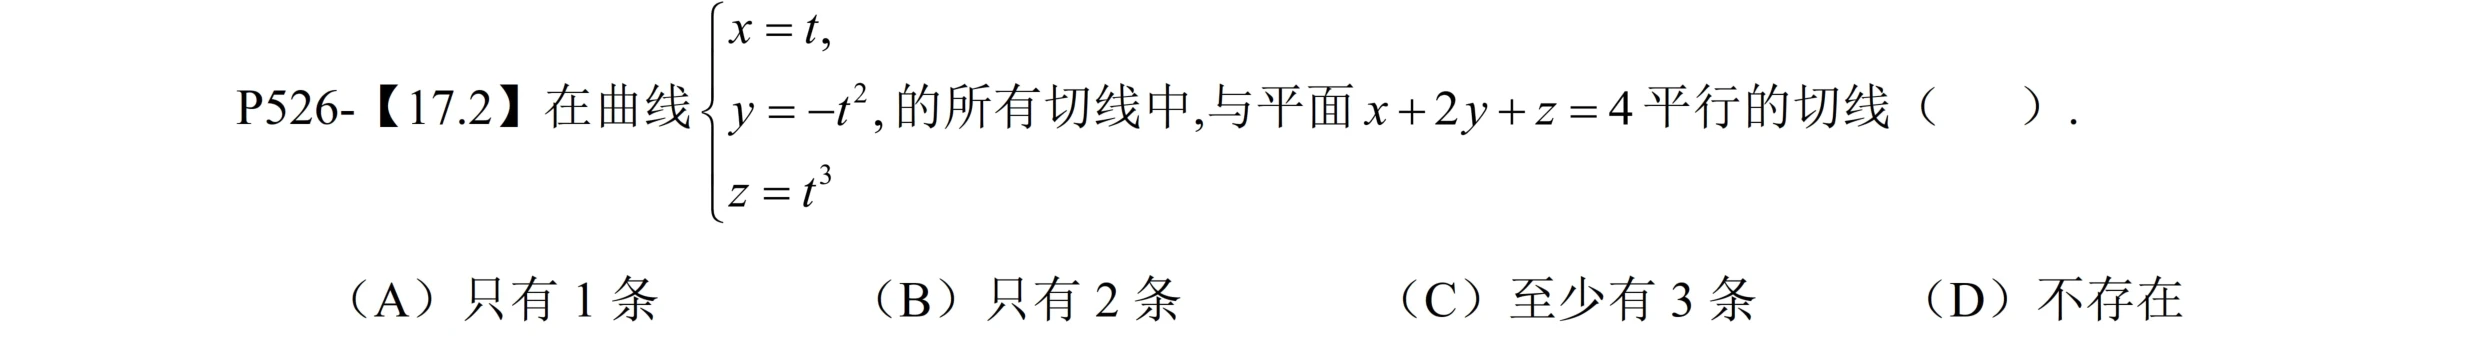 x = t,
P526-【17.2】在曲线{ y = −t², 的所有切线中,与平面 x + 2y + z = 4 平行的切线（　　）.
z = t³
（A）只有 1 条　（B）只有 2 条　（C）至少有 3 条　（D）不存在